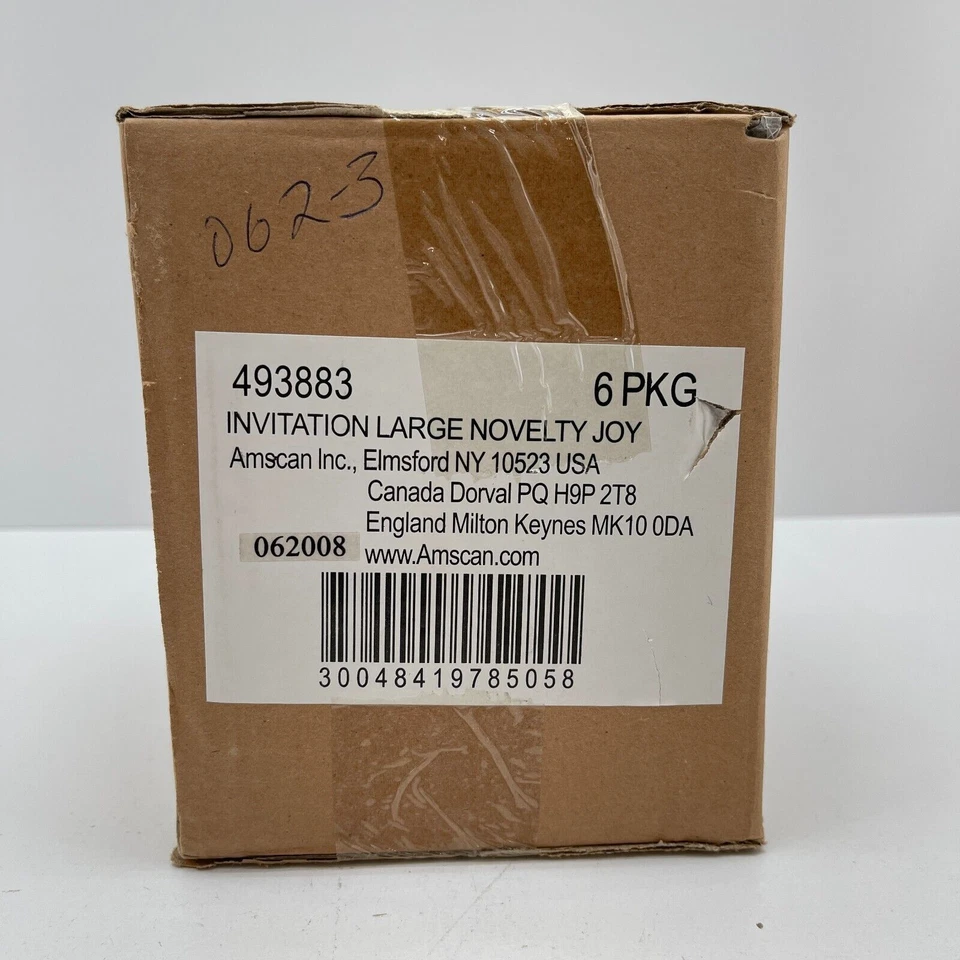 062-3
493883 6 PKG
INVITATION LARGE NOVELTY JOY
Amscan Inc., Elmsford NY 10523 USA
Canada Dorval PQ H9P 2T8
England Milton Keynes MK10 0DA
062008 www.Amscan.com
30048419785058